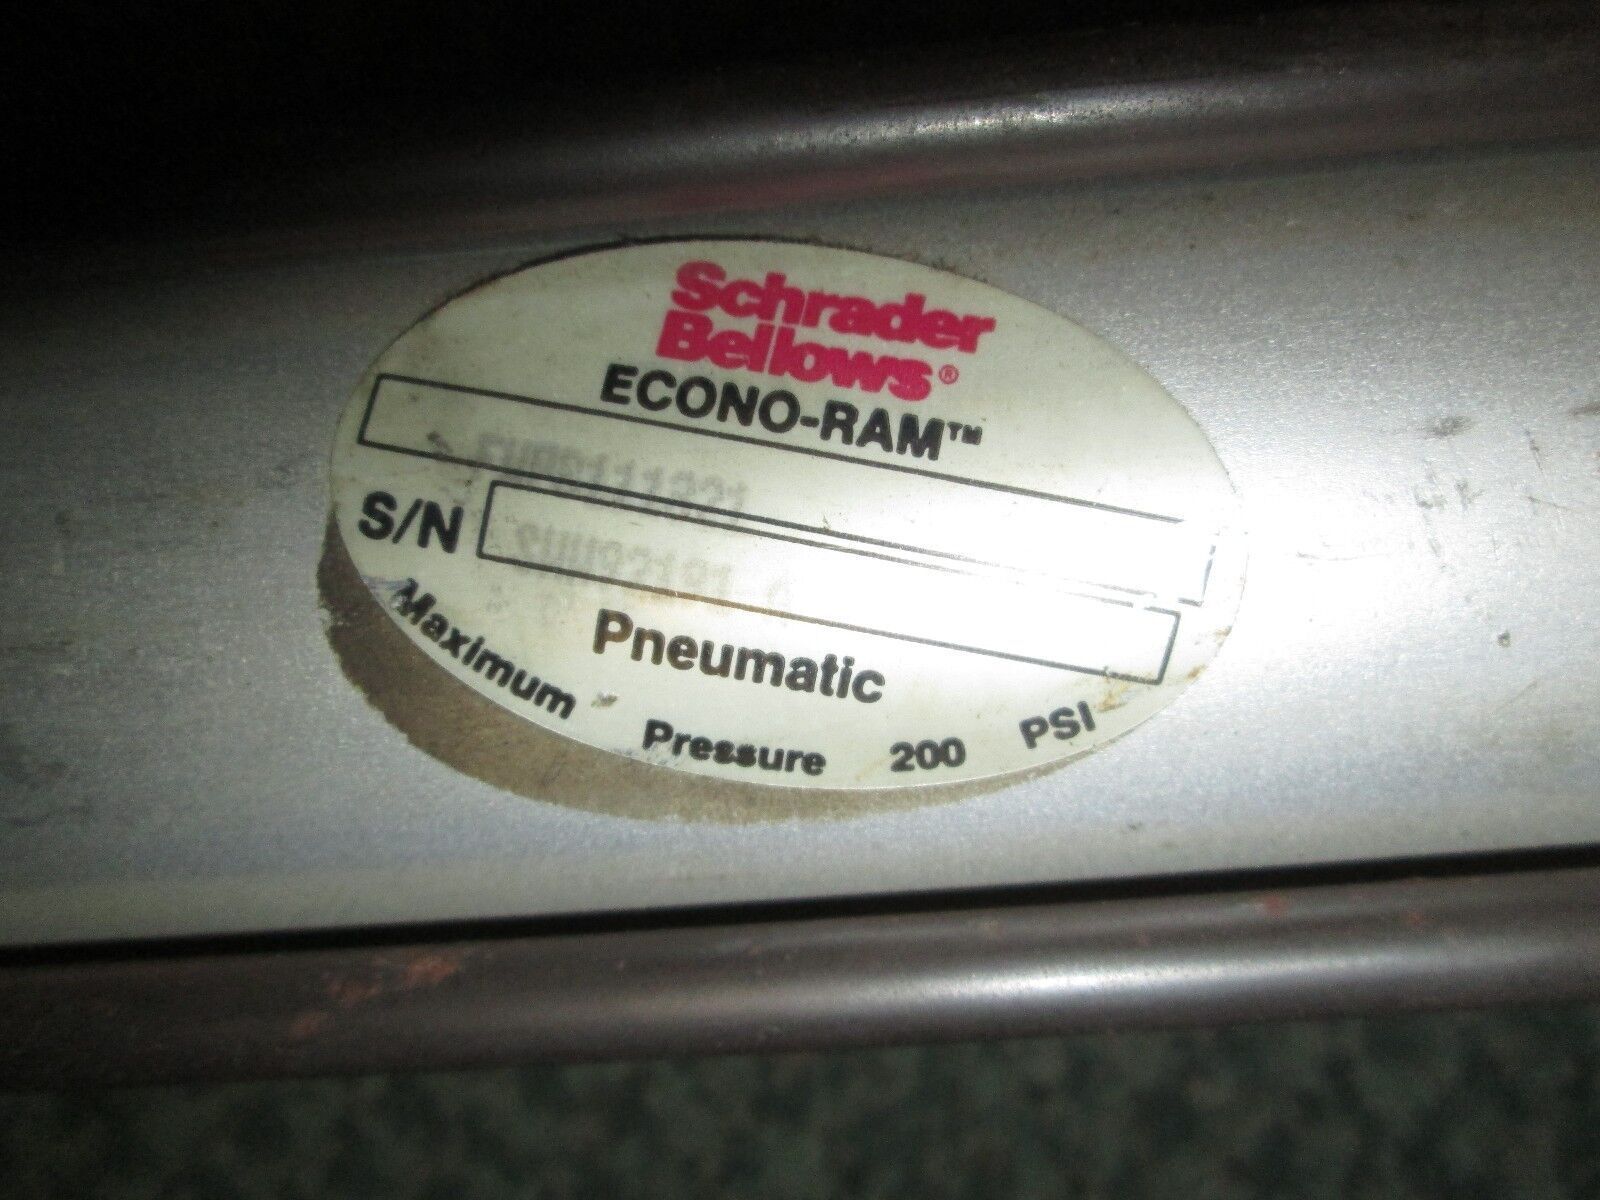 Schrader
Bellows®
ECONO-RAM™
S/N
Pneumatic
Maximum Pressure 200 PSI